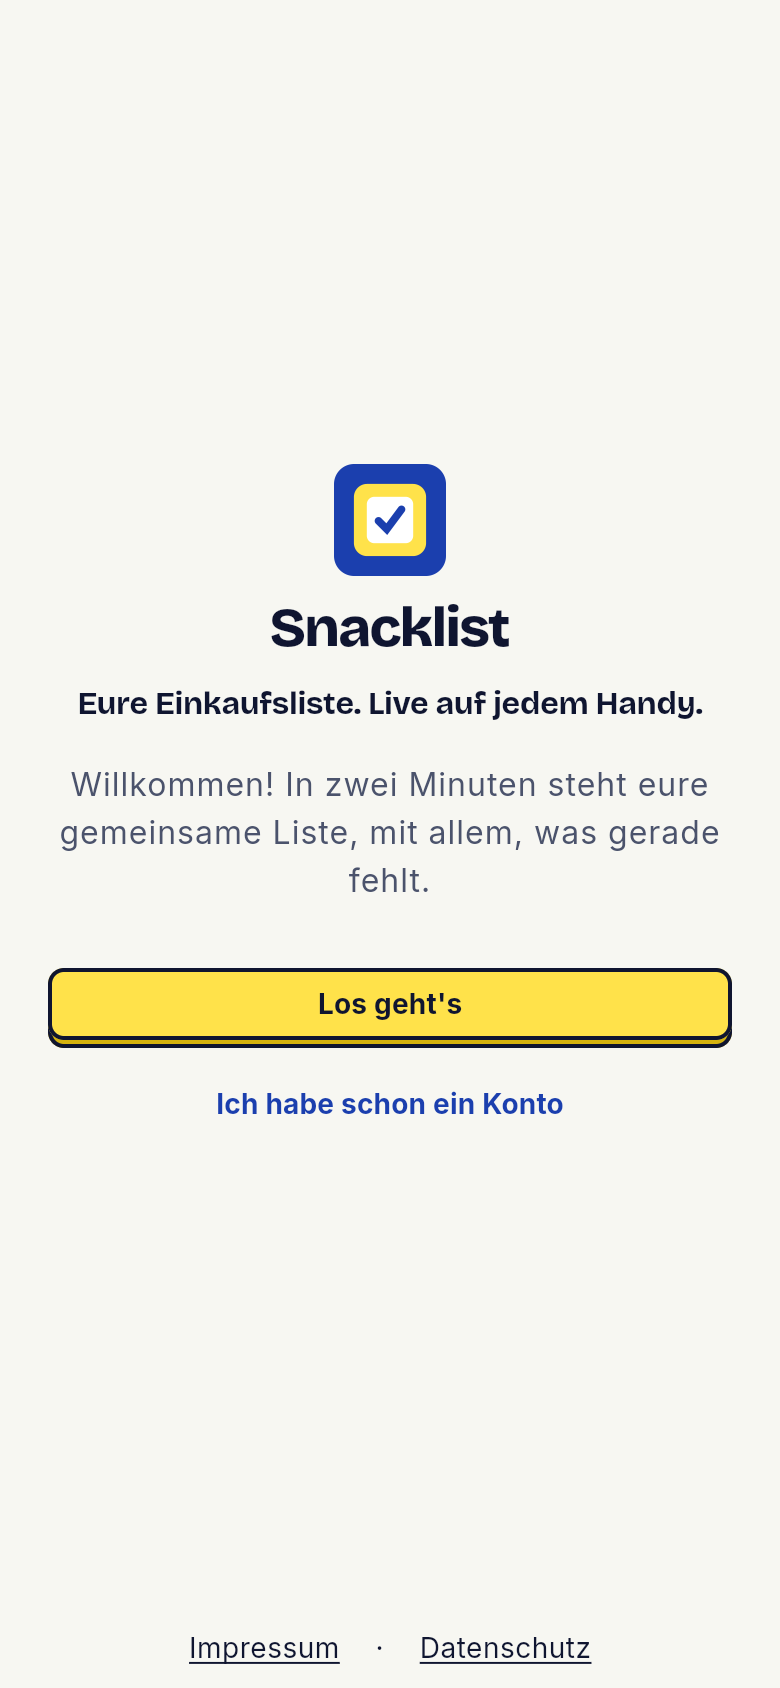 Snacklist
Eure Einkaufsliste. Live auf jedem Handy.
Willkommen! In zwei Minuten steht eure
gemeinsame Liste, mit allem, was gerade
fehlt.
Los geht's
Ich habe schon ein Konto
Impressum · Datenschutz